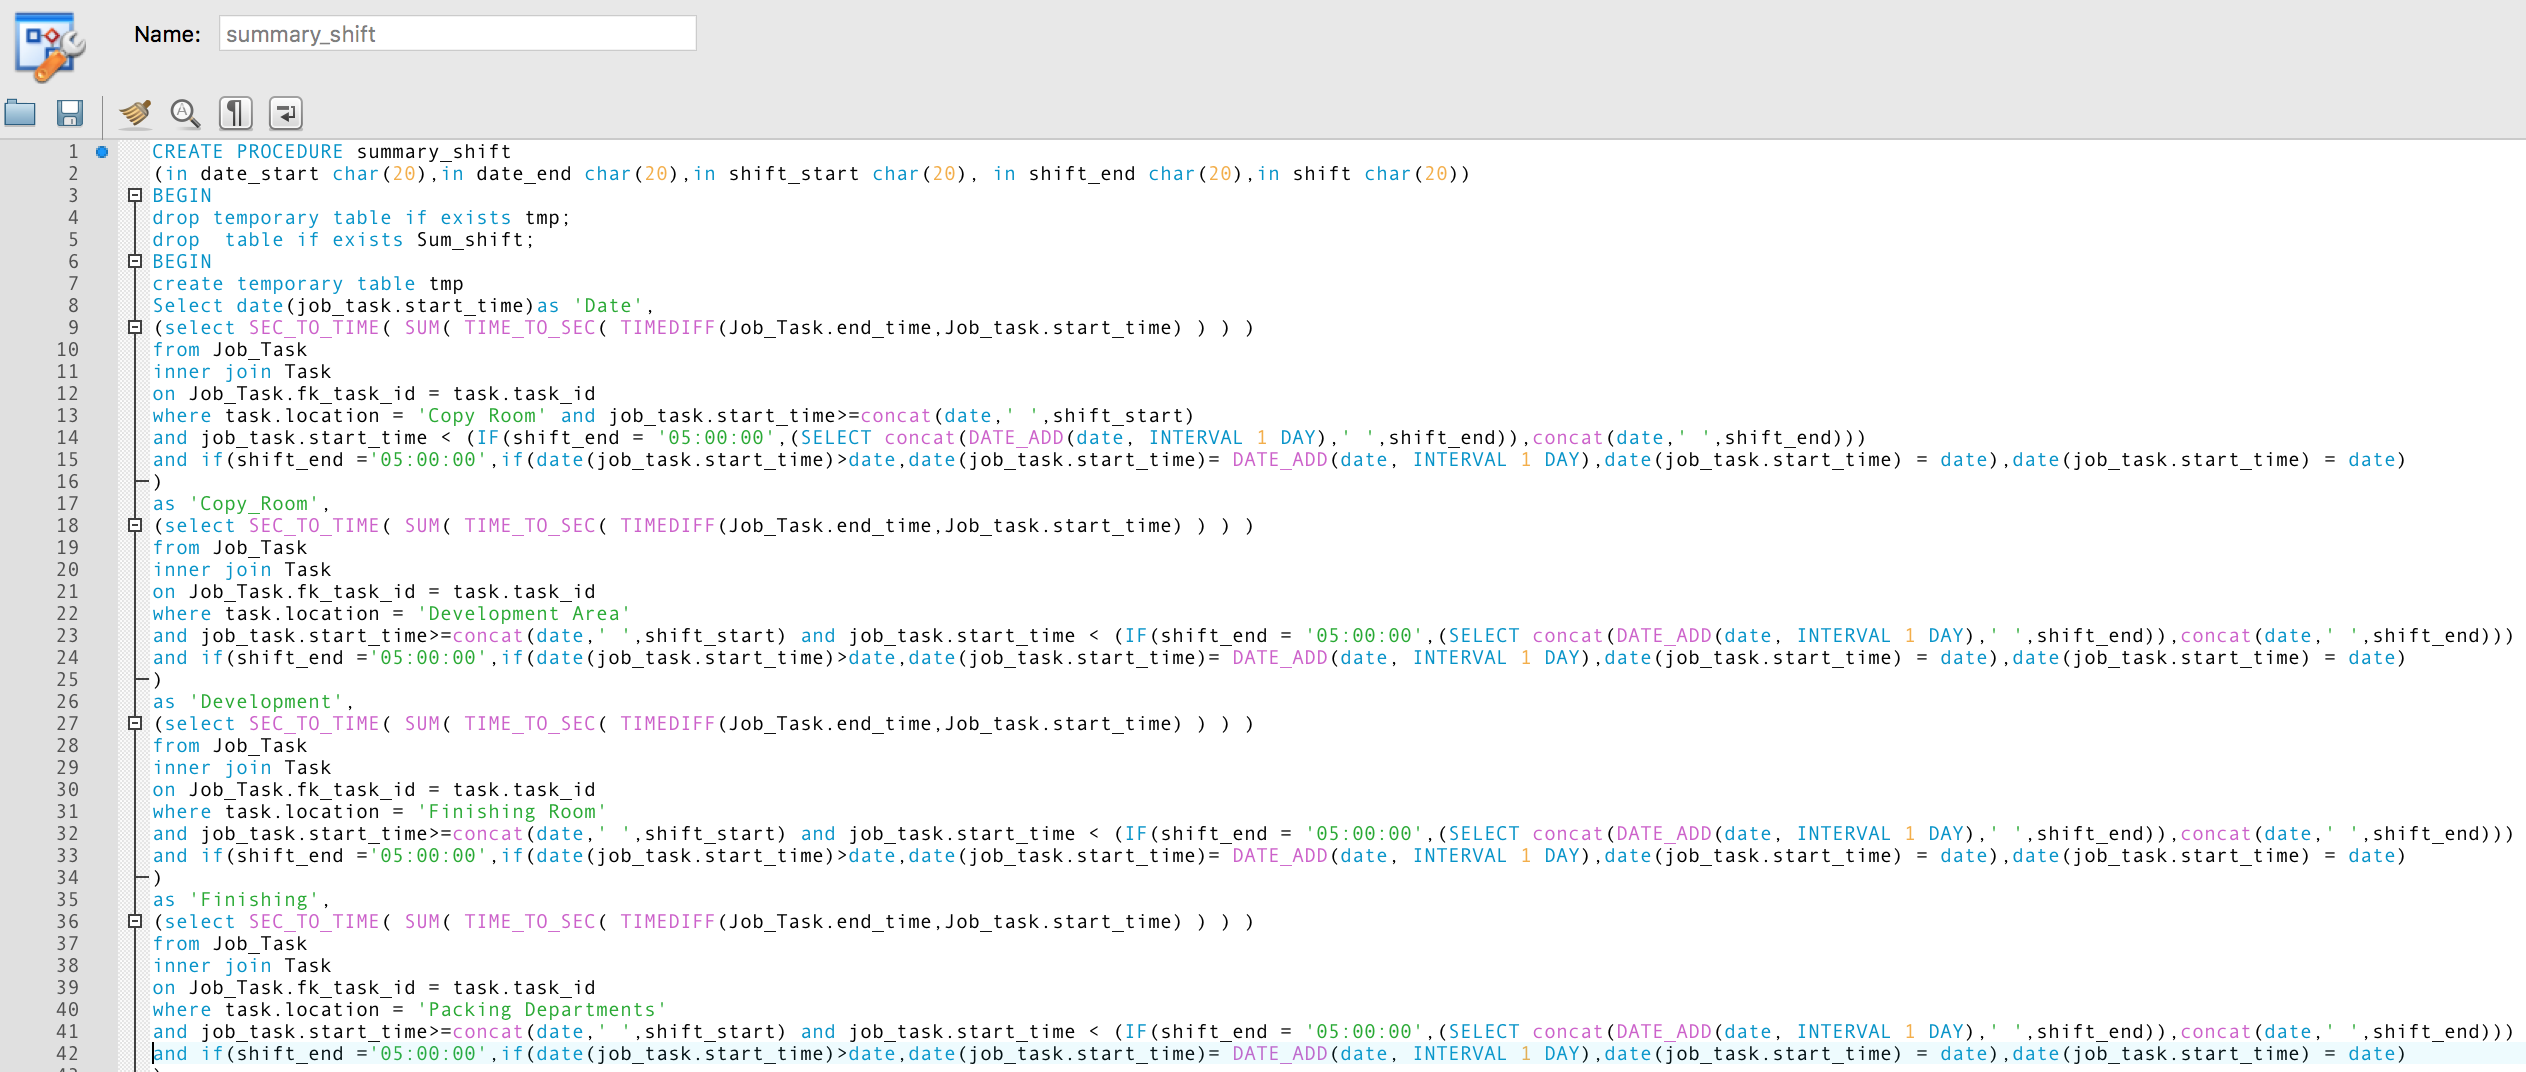 Name: summary_shift
1 CREATE PROCEDURE summary_shift
2 (in date_start char(20),in date_end char(20),in shift_start char(20), in shift_end char(20),in shift char(20))
3 BEGIN
4 drop temporary table if exists tmp;
5 drop  table if exists Sum_shift;
6 BEGIN
7 create temporary table tmp
8 Select date(job_task.start_time)as 'Date',
9 (select SEC_TO_TIME( SUM( TIME_TO_SEC( TIMEDIFF(Job_Task.end_time,Job_task.start_time) ) ) )
10 from Job_Task
11 inner join Task
12 on Job_Task.fk_task_id = task.task_id
13 where task.location = 'Copy Room' and job_task.start_time>=concat(date,' ',shift_start)
14 and job_task.start_time < (IF(shift_end = '05:00:00',(SELECT concat(DATE_ADD(date, INTERVAL 1 DAY),' ',shift_end)),concat(date,' ',shift_end)))
15 and if(shift_end ='05:00:00',if(date(job_task.start_time)>date,date(job_task.start_time)= DATE_ADD(date, INTERVAL 1 DAY),date(job_task.start_time) = date),date(job_task.start_time) = date)
16 )
17 as 'Copy_Room',
18 (select SEC_TO_TIME( SUM( TIME_TO_SEC( TIMEDIFF(Job_Task.end_time,Job_task.start_time) ) ) )
19 from Job_Task
20 inner join Task
21 on Job_Task.fk_task_id = task.task_id
22 where task.location = 'Development Area'
23 and job_task.start_time>=concat(date,' ',shift_start) and job_task.start_time < (IF(shift_end = '05:00:00',(SELECT concat(DATE_ADD(date, INTERVAL 1 DAY),' ',shift_end)),concat(date,' ',shift_end)))
24 and if(shift_end ='05:00:00',if(date(job_task.start_time)>date,date(job_task.start_time)= DATE_ADD(date, INTERVAL 1 DAY),date(job_task.start_time) = date),date(job_task.start_time) = date)
25 )
26 as 'Development',
27 (select SEC_TO_TIME( SUM( TIME_TO_SEC( TIMEDIFF(Job_Task.end_time,Job_task.start_time) ) ) )
28 from Job_Task
29 inner join Task
30 on Job_Task.fk_task_id = task.task_id
31 where task.location = 'Finishing Room'
32 and job_task.start_time>=concat(date,' ',shift_start) and job_task.start_time < (IF(shift_end = '05:00:00',(SELECT concat(DATE_ADD(date, INTERVAL 1 DAY),' ',shift_end)),concat(date,' ',shift_end)))
33 and if(shift_end ='05:00:00',if(date(job_task.start_time)>date,date(job_task.start_time)= DATE_ADD(date, INTERVAL 1 DAY),date(job_task.start_time) = date),date(job_task.start_time) = date)
34 )
35 as 'Finishing',
36 (select SEC_TO_TIME( SUM( TIME_TO_SEC( TIMEDIFF(Job_Task.end_time,Job_task.start_time) ) ) )
37 from Job_Task
38 inner join Task
39 on Job_Task.fk_task_id = task.task_id
40 where task.location = 'Packing Departments'
41 and job_task.start_time>=concat(date,' ',shift_start) and job_task.start_time < (IF(shift_end = '05:00:00',(SELECT concat(DATE_ADD(date, INTERVAL 1 DAY),' ',shift_end)),concat(date,' ',shift_end)))
42 and if(shift_end ='05:00:00',if(date(job_task.start_time)>date,date(job_task.start_time)= DATE_ADD(date, INTERVAL 1 DAY),date(job_task.start_time) = date),date(job_task.start_time) = date)